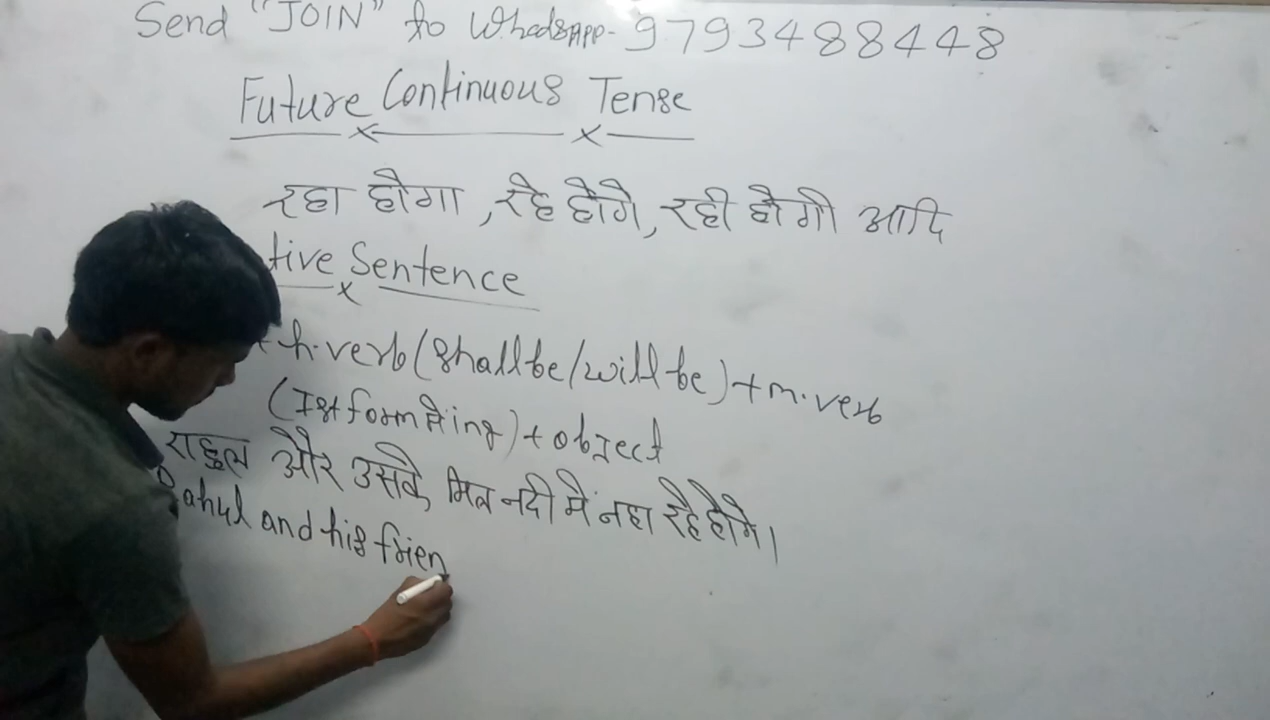 Send "JOIN" to WhatsApp- 9793488448
Future Continuous Tense
रहा होगा, रहे होंगे, रही होगी आदि
tive Sentence
+ h.verb (shall be/will be) + m.verb
(Ist form में ing) + object
राहुल और उसके मित्र नदी में नहा रहे होंगे।
Rahul and his frien